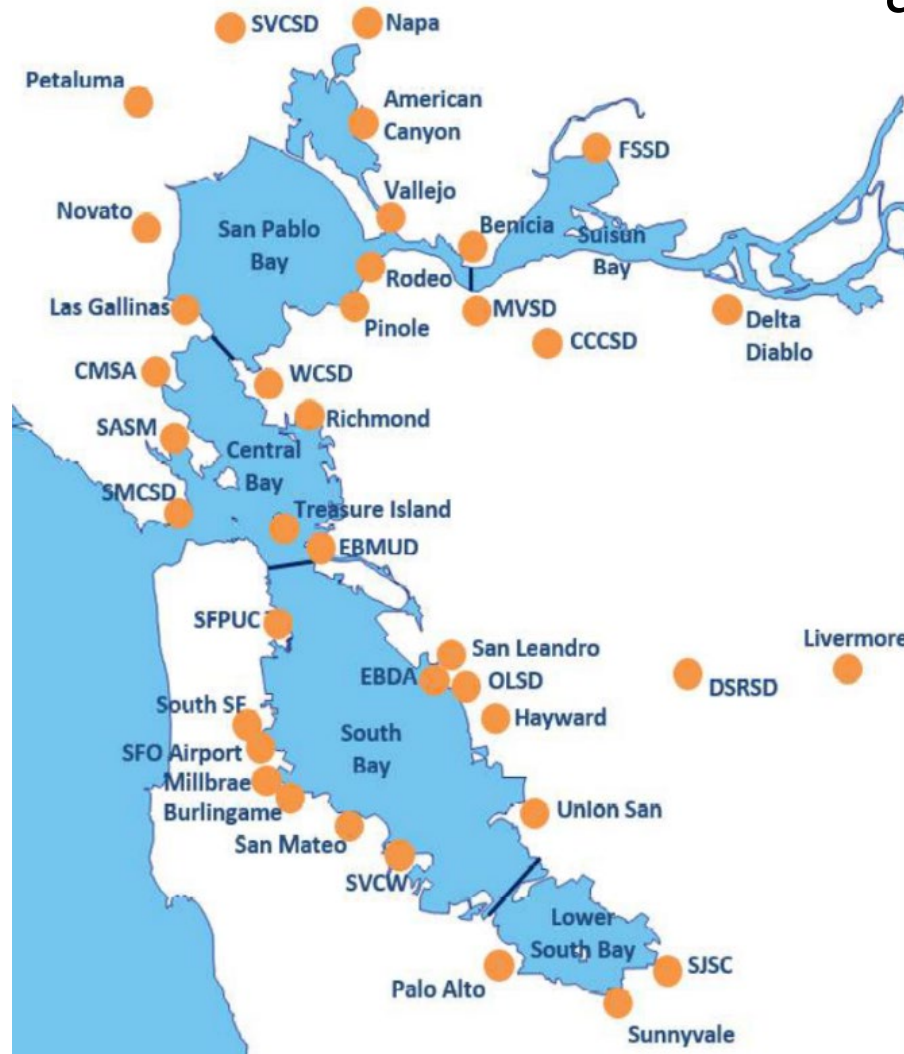 SVCSD
Napa
Petaluma
American
Canyon
FSSD
Vallejo
Novato
Benicia
San Pablo
Bay
Suisun
Bay
Rodeo
Las Gallinas
MVSD
Pinole
Delta
Diablo
CCCSD
CMSA
WCSD
Richmond
SASM
Central
Bay
SMCSD
Treasure Island
EBMUD
SFPUC
San Leandro
Livermore
EBDA
OLSD
DSRSD
South SF
Hayward
South
Bay
SFO Airport
Millbrae
Burlingame
Union San
San Mateo
SVCW
Lower
South Bay
SJSC
Palo Alto
Sunnyvale